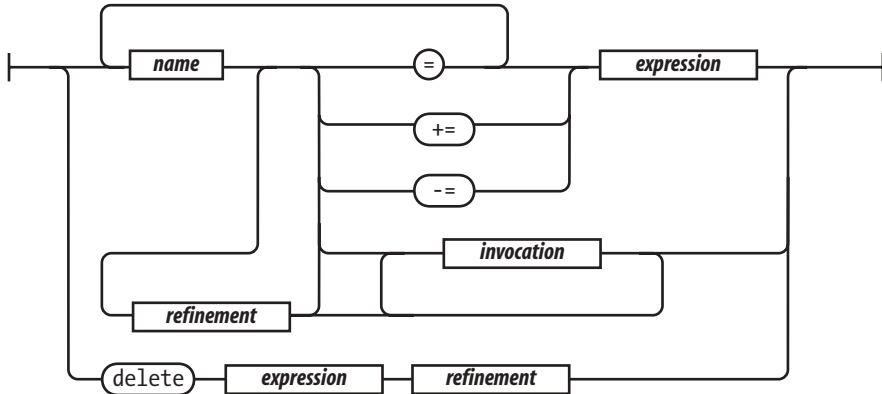 name = expression
+=
-=
invocation
refinement
delete expression refinement